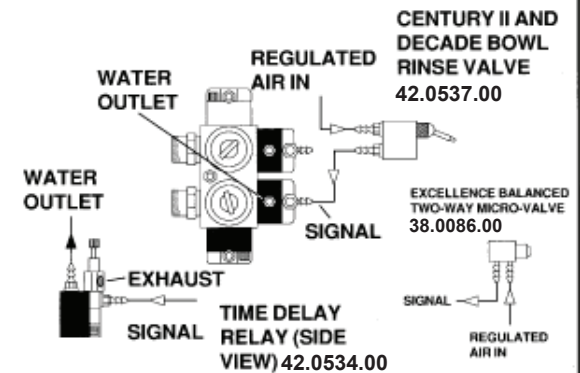 CENTURY II AND
DECADE BOWL
RINSE VALVE
42.0537.00
REGULATED
AIR IN
WATER
OUTLET
WATER
OUTLET
SIGNAL
EXCELLENCE BALANCED
TWO-WAY MICRO-VALVE
38.0086.00
EXHAUST
SIGNAL
TIME DELAY
RELAY (SIDE
VIEW) 42.0534.00
SIGNAL
REGULATED
AIR IN